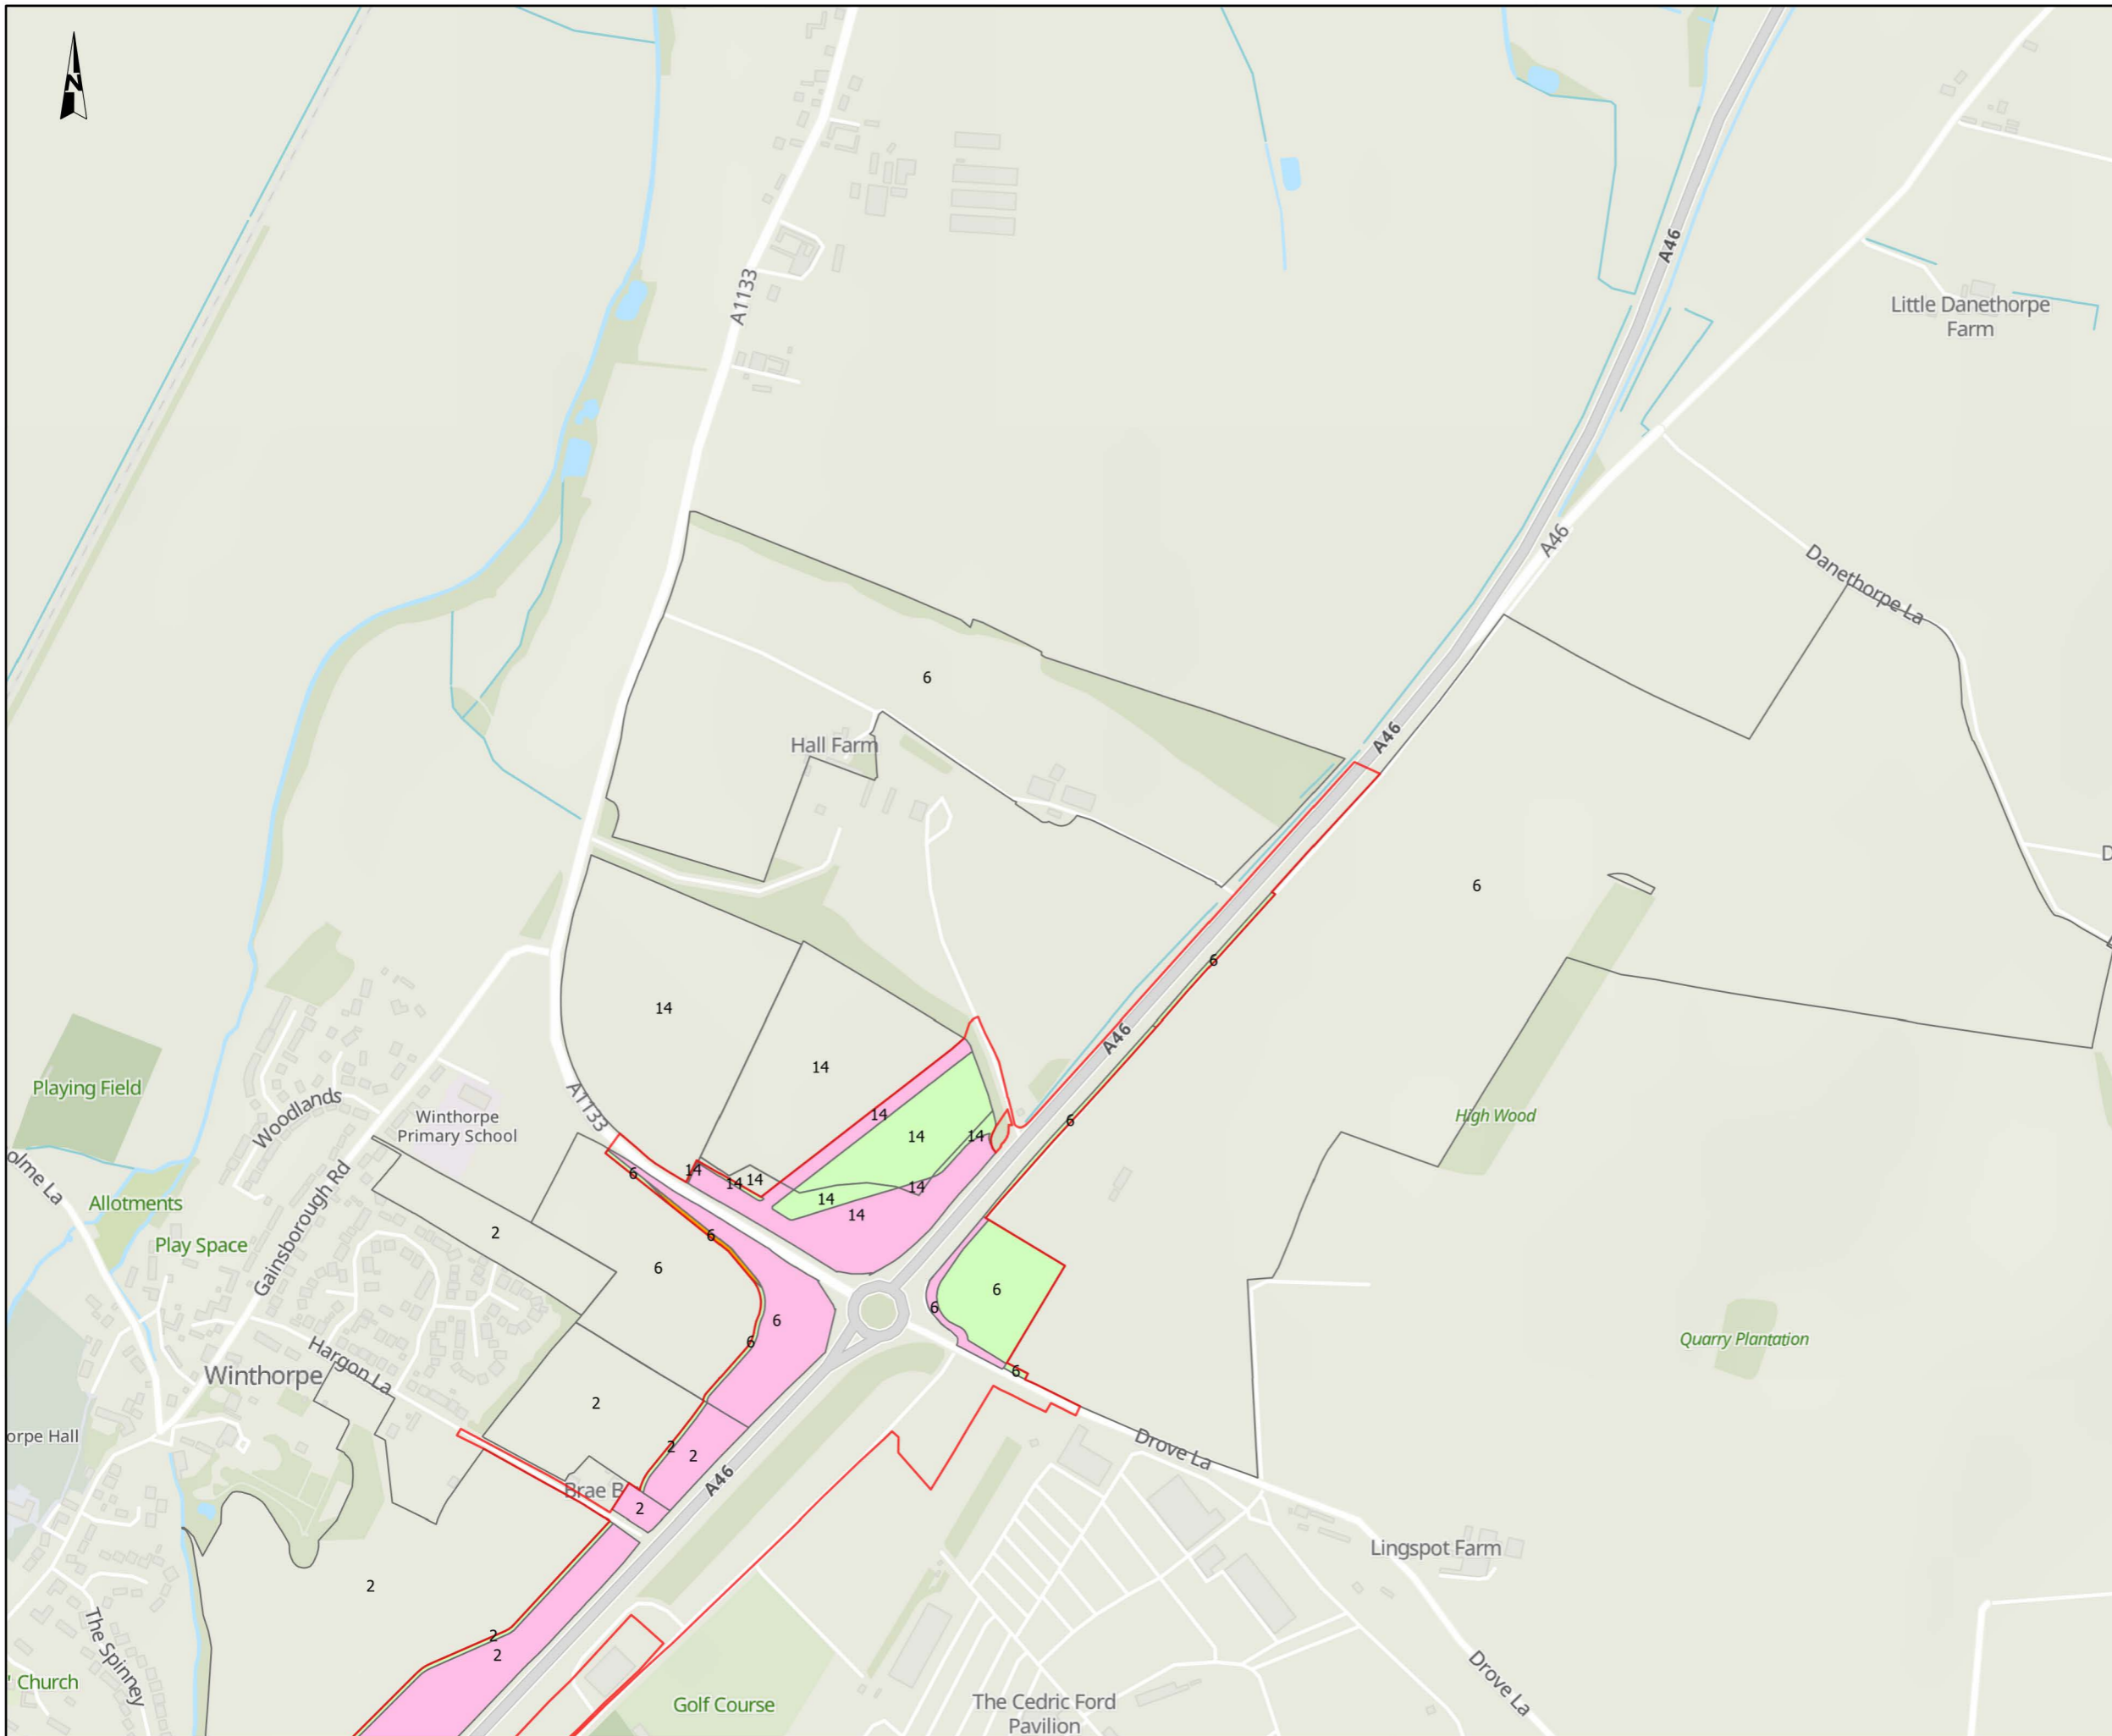 N
A1133
A46
Little Danethorpe
Farm
A46
Danethorpe La
6
Hall Farm
A46
D
6
6
14
A46
14
Playing Field
Woodlands
A1133
Winthorpe
Primary School
14
High Wood
6
14
14
olme La
6
14
14
14
14
14
14
Allotments
Play Space
2
Gainsborough Rd
6
6
6
6
6
6
6
Hargon La
Winthorpe
Quarry Plantation
6
2
orpe Hall
2
2
Drove La
A46
Brae B
2
Lingspot Farm
2
2
2
The Spinney
' Church
Golf Course
The Cedric Ford
Pavilion
Drove La